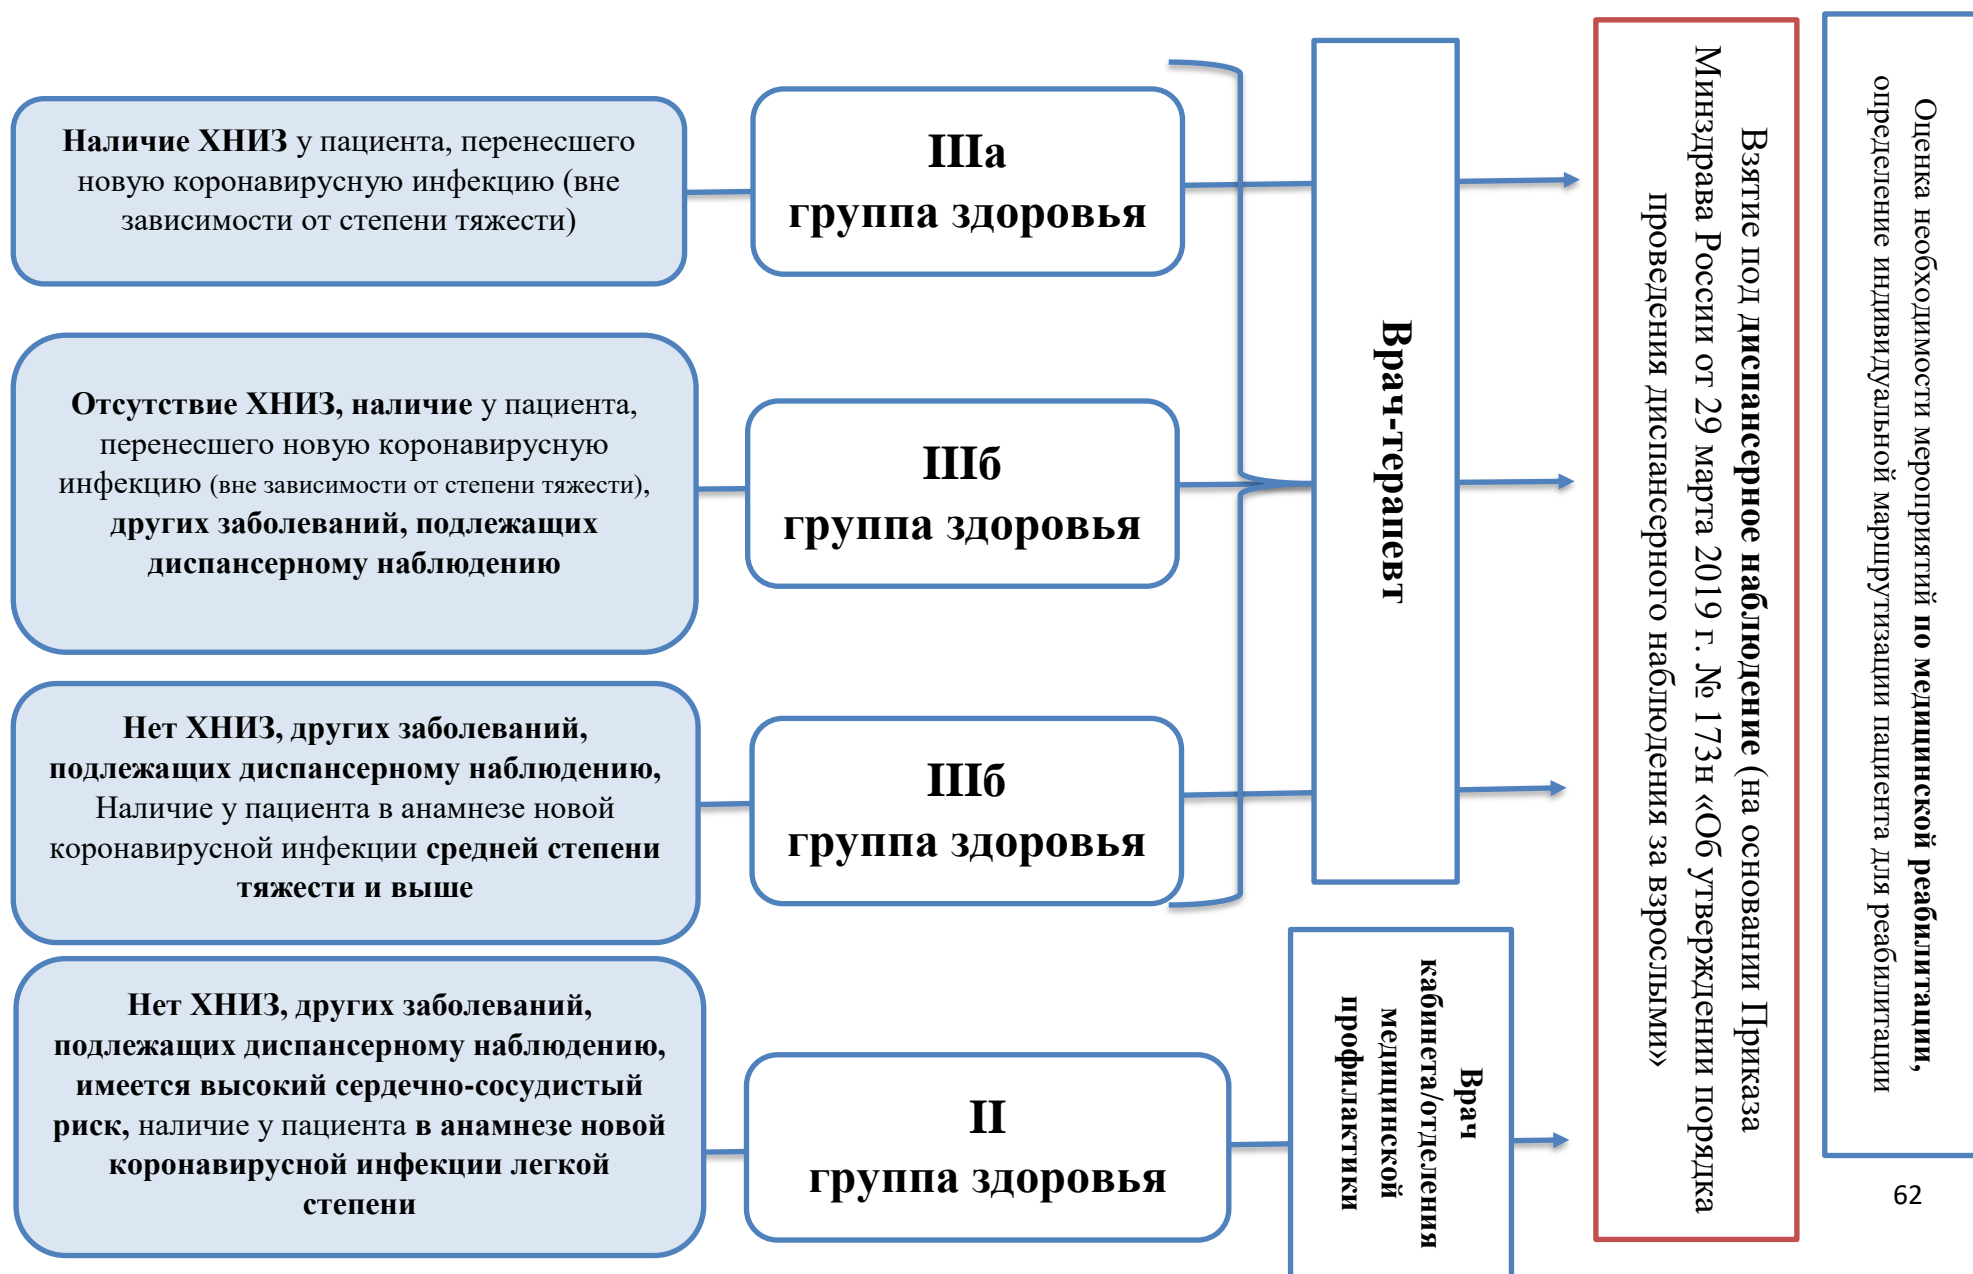 Наличие ХНИЗ у пациента, перенесшего
новую коронавирусную инфекцию (вне
зависимости от степени тяжести)
IIIа
группа здоровья
Отсутствие ХНИЗ, наличие у пациента,
перенесшего новую коронавирусную
инфекцию (вне зависимости от степени тяжести),
других заболеваний, подлежащих
диспансерному наблюдению
IIIб
группа здоровья
Нет ХНИЗ, других заболеваний,
подлежащих диспансерному наблюдению,
Наличие у пациента в анамнезе новой
коронавирусной инфекции средней степени
тяжести и выше
IIIб
группа здоровья
Нет ХНИЗ, других заболеваний,
подлежащих диспансерному наблюдению,
имеется высокий сердечно-сосудистый
риск, наличие у пациента в анамнезе новой
коронавирусной инфекции легкой
степени
II
группа здоровья
Врач-терапевт
Врач
кабинета/отделения
медицинской
профилактики
Взятие под диспансерное наблюдение (на основании Приказа
Минздрава России от 29 марта 2019 г. № 173н «Об утверждении порядка
проведения диспансерного наблюдения за взрослыми»
Оценка необходимости мероприятий по медицинской реабилитации,
определение индивидуальной маршрутизации пациента для реабилитации
62